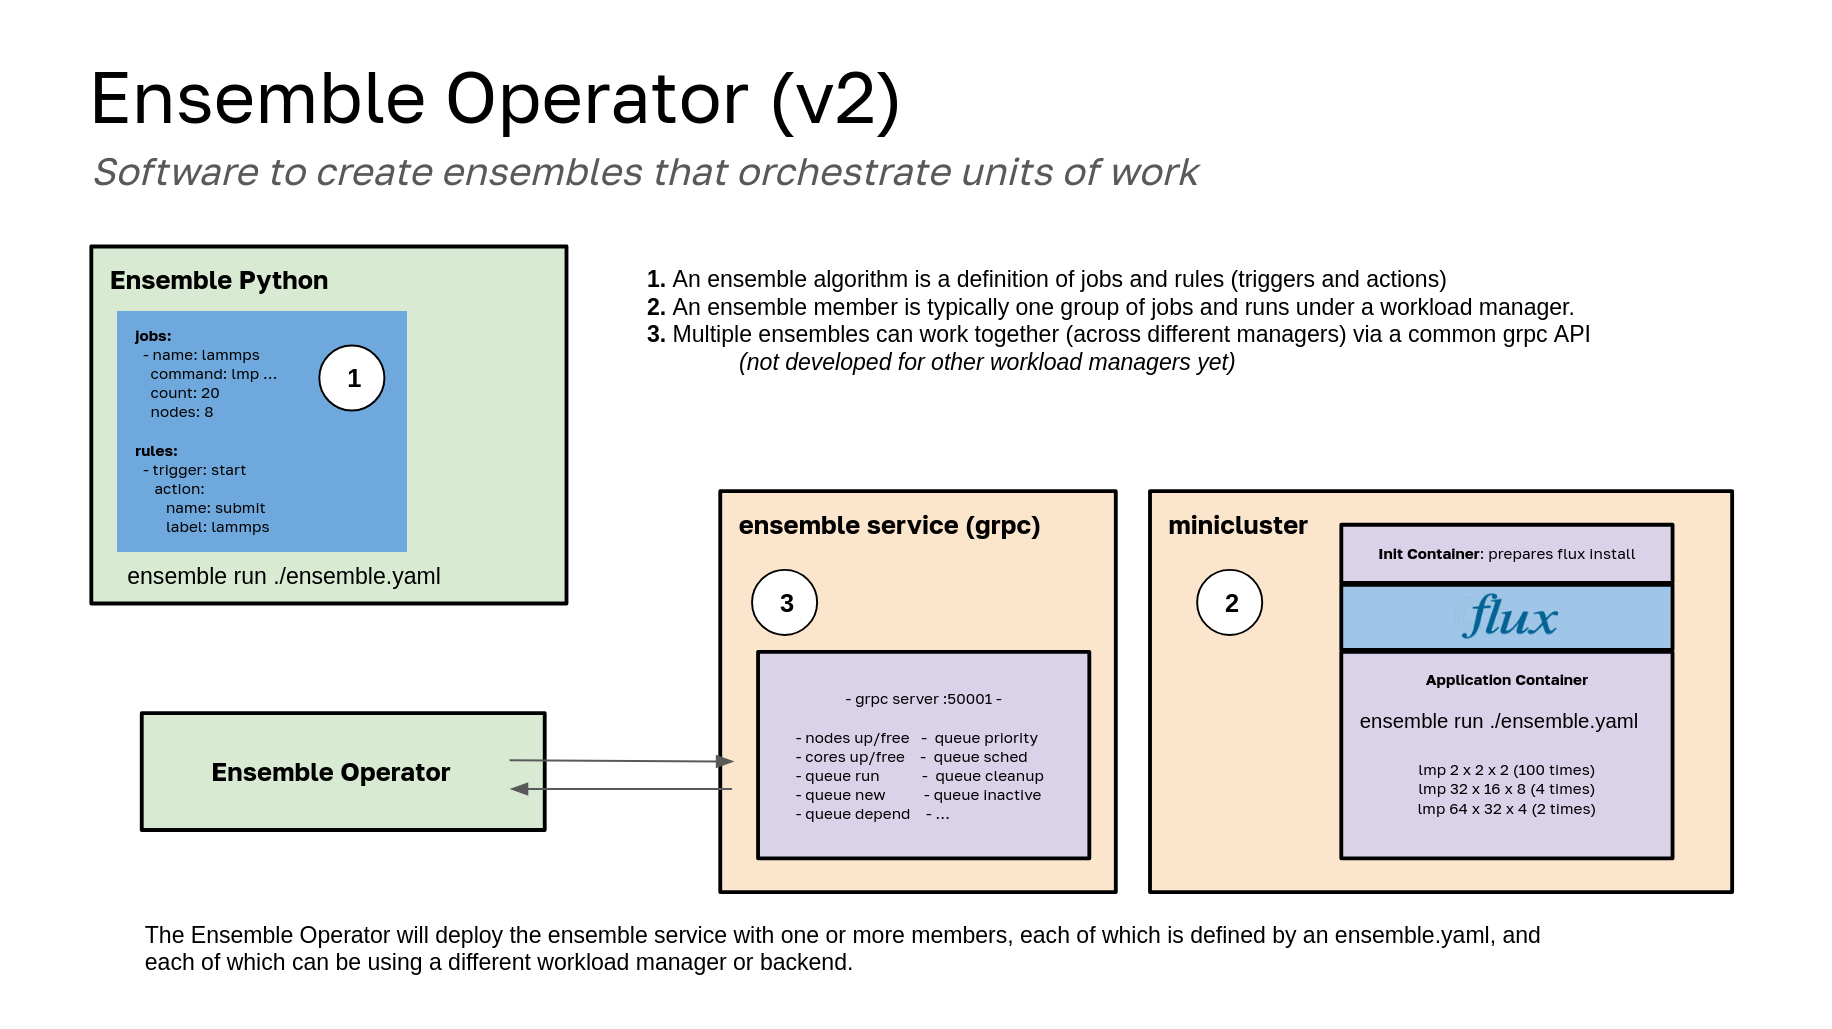 Ensemble Operator (v2)
Software to create ensembles that orchestrate units of work
Ensemble Python
jobs:
- name: lammps
command: lmp ...
count: 20
nodes: 8
1
rules:
- trigger: start
action:
name: submit
label: lammps
ensemble run ./ensemble.yaml
1. An ensemble algorithm is a definition of jobs and rules (triggers and actions)
2. An ensemble member is typically one group of jobs and runs under a workload manager.
3. Multiple ensembles can work together (across different managers) via a common grpc API
(not developed for other workload managers yet)
Ensemble Operator
ensemble service (grpc)
3
- grpc server :50001 -
- nodes up/free - queue priority
- cores up/free - queue sched
- queue run - queue cleanup
- queue new - queue inactive
- queue depend - ...
minicluster
2
Init Container: prepares flux install
flux
Application Container
ensemble run ./ensemble.yaml
lmp 2 x 2 x 2 (100 times)
lmp 32 x 16 x 8 (4 times)
lmp 64 x 32 x 4 (2 times)
The Ensemble Operator will deploy the ensemble service with one or more members, each of which is defined by an ensemble.yaml, and
each of which can be using a different workload manager or backend.